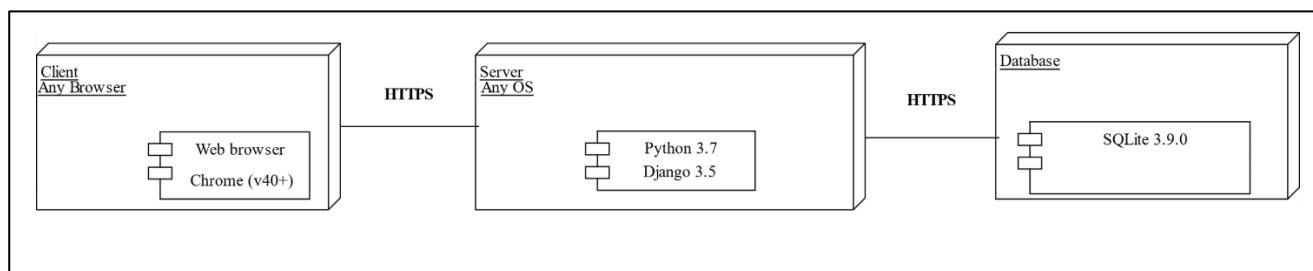 Client
Any Browser
Web browser
Chrome (v40+)
HTTPS
Server
Any OS
Python 3.7
Django 3.5
HTTPS
Database
SQLite 3.9.0